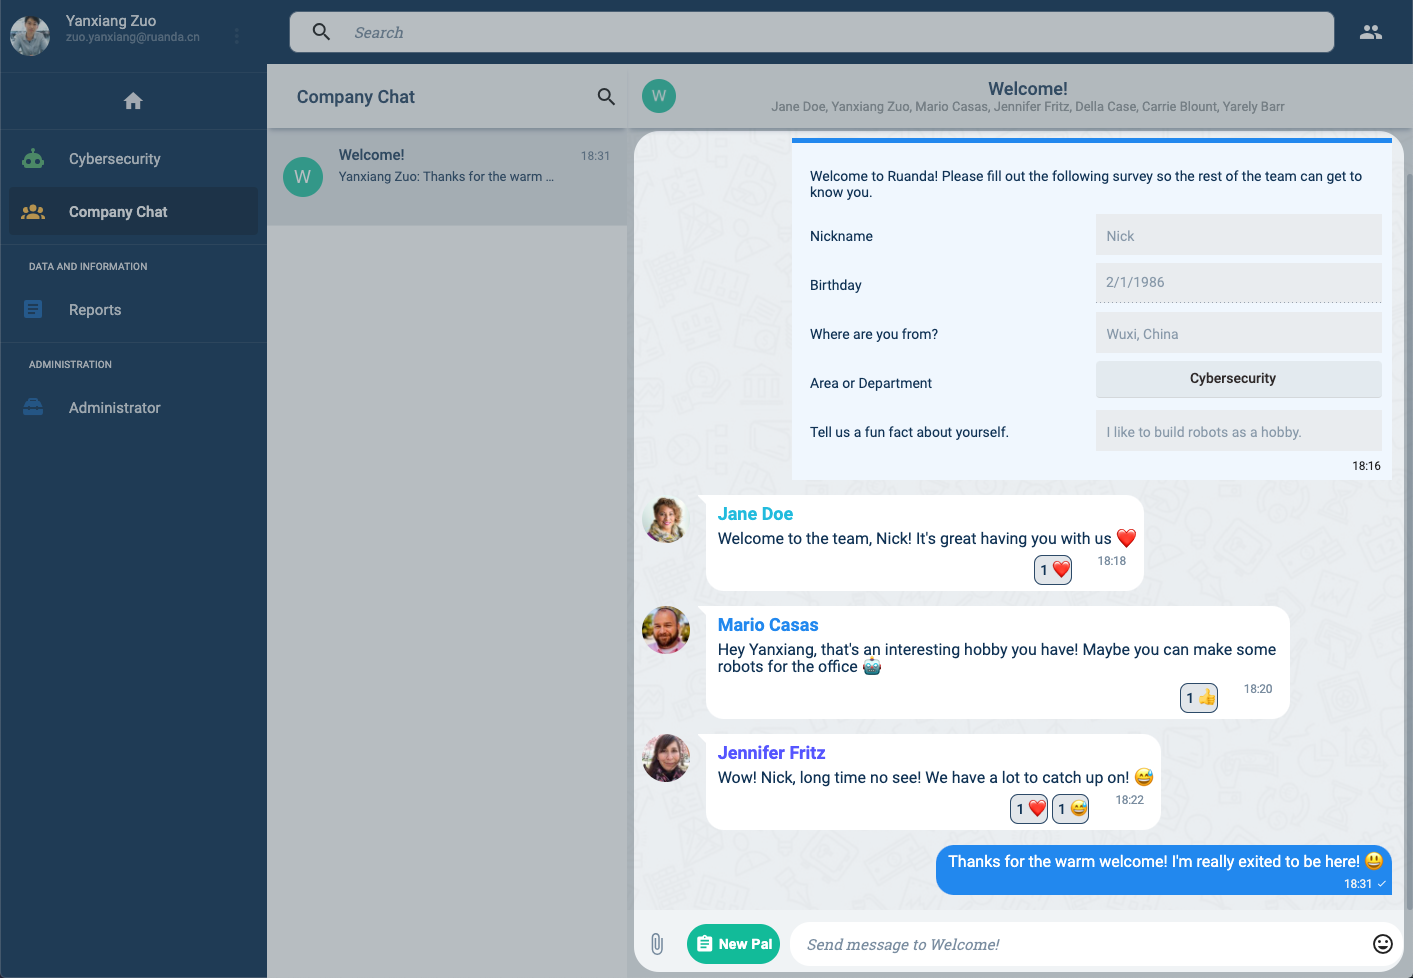 Yanxiang Zuo
zuo.yanxiang@ruanda.cn
Search
Cybersecurity
Company Chat
DATA AND INFORMATION
Reports
ADMINISTRATION
Administrator
Company Chat
W
Welcome!
18:31
Yanxiang Zuo: Thanks for the warm ...
W
Welcome!
Jane Doe, Yanxiang Zuo, Mario Casas, Jennifer Fritz, Della Case, Carrie Blount, Yarely Barr
Welcome to Ruanda! Please fill out the following survey so the rest of the team can get to
know you.
Nickname
Nick
Birthday
2/1/1986
Where are you from?
Wuxi, China
Area or Department
Cybersecurity
Tell us a fun fact about yourself.
I like to build robots as a hobby.
18:16
Jane Doe
Welcome to the team, Nick! It's great having you with us ❤️
1 ❤️
18:18
Mario Casas
Hey Yanxiang, that's an interesting hobby you have! Maybe you can make some
robots for the office 🤖
1 👍
18:20
Jennifer Fritz
Wow! Nick, long time no see! We have a lot to catch up on! 😅
1 ❤️ 1 😅
18:22
Thanks for the warm welcome! I'm really exited to be here! 😃
18:31
New Pal
Send message to Welcome!